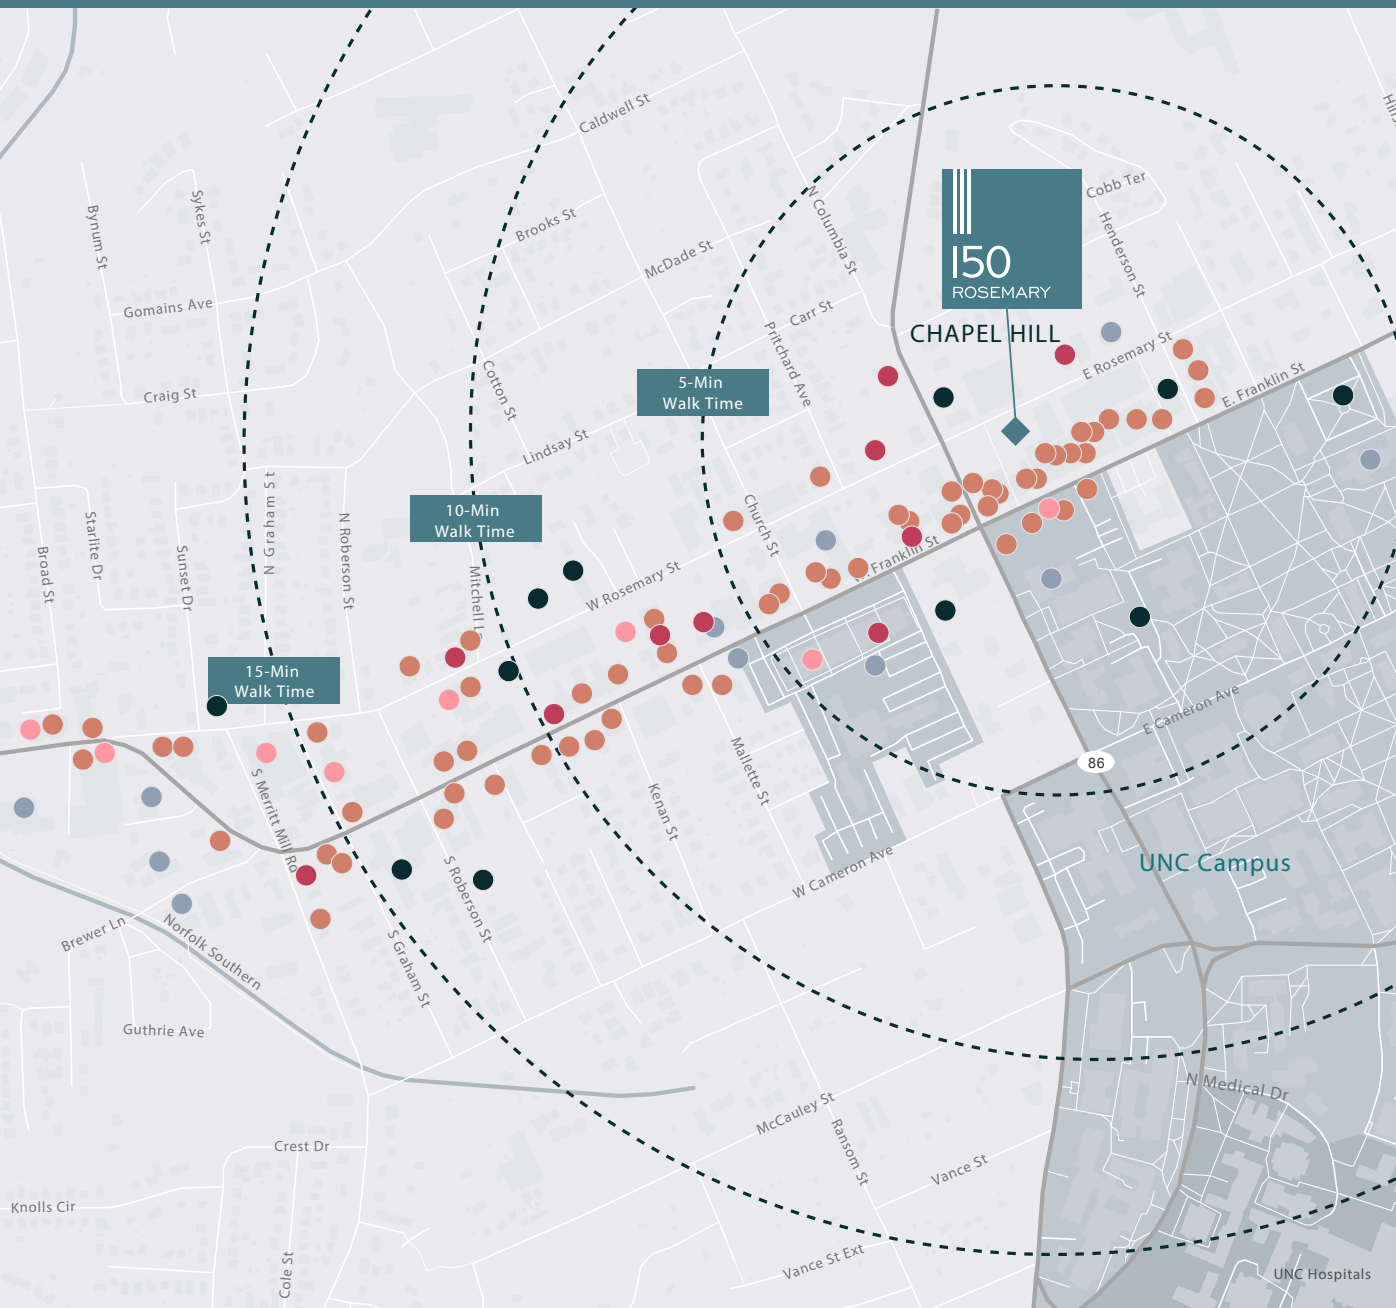 Caldwell St
Hills
Sykes St
Bynum St
Brooks St
McDade St
N Columbia St
Cobb Ter
Henderson St
150
ROSEMARY
Gomains Ave
Carr St
CHAPEL HILL
E Rosemary St
E. Franklin St
Pritchard Ave
5-Min
Walk Time
Craig St
Cotton St
Lindsay St
10-Min
Walk Time
Church St
N Graham St
N Roberson St
Starlite Dr
Broad St
Sunset Dr
Mitchell L
W Rosemary St
Franklin St
15-Min
Walk Time
E Cameron Ave
86
Mallette St
Kenan St
S Merritt Mill Rd
W Cameron Ave
UNC Campus
S Roberson St
Brewer Ln
Norfolk Southern
S Graham St
Guthrie Ave
N Medical Dr
McCauley St
Ransom St
Crest Dr
Vance St
Knolls Cir
Cole St
Vance St Ext
UNC Hospitals